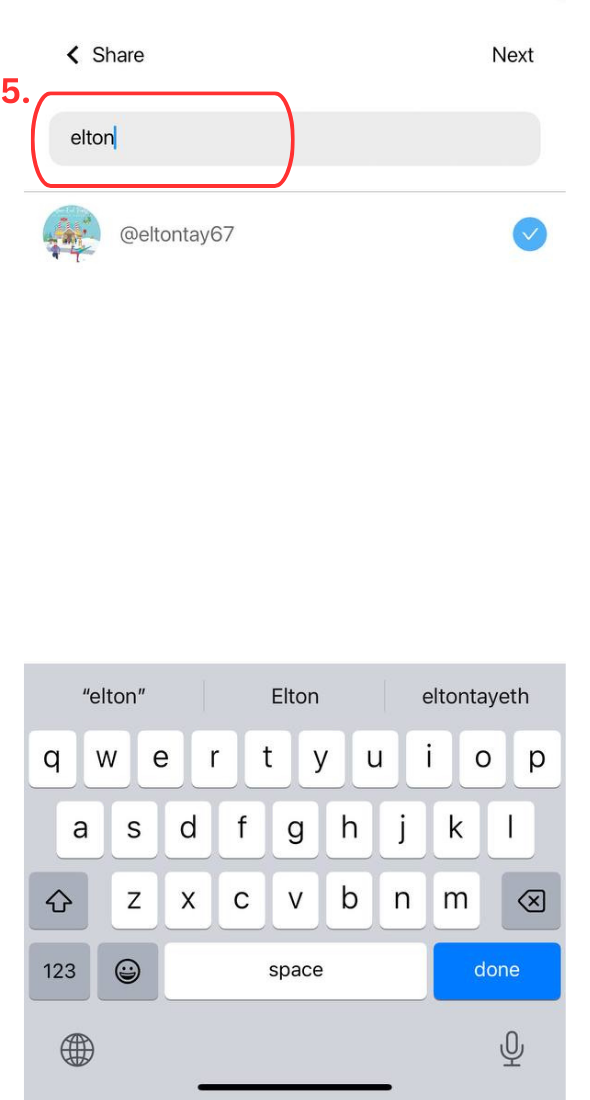 Share
Next
5.
elton
@eltontay67
“elton”
Elton
eltontayeth
q w e r t y u i o p
a s d f g h j k l
z x c v b n m
123
space
done